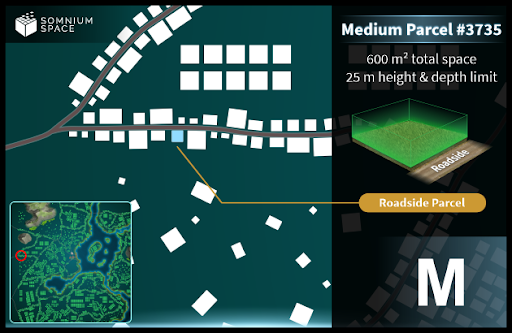 SOMNIUM
SPACE
Medium Parcel #3735
600 m² total space
25 m height & depth limit
Roadside
Roadside Parcel
M